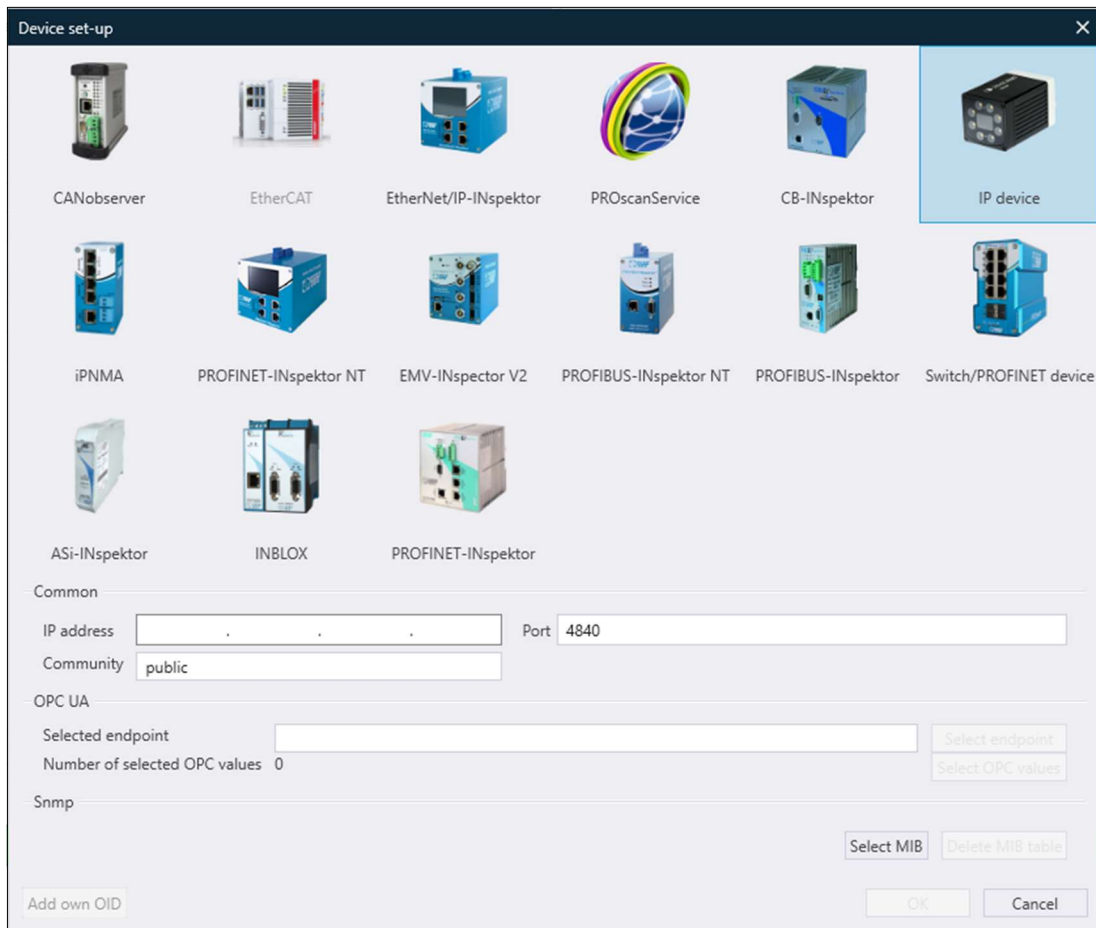 Device set-up
CANobserver
EtherCAT
EtherNet/IP-INspektor
PROscanService
CB-INspektor
IP device
iPNMA
PROFINET-INspektor NT
EMV-INspector V2
PROFIBUS-INspektor NT
PROFIBUS-INspektor
Switch/PROFINET device
ASi-INspektor
INBLOX
PROFINET-INspektor
Common
IP address . . . Port 4840
Community public
OPC UA
Selected endpoint Select endpoint
Number of selected OPC values 0 Select OPC values
Snmp
Select MIB Delete MIB table
Add own OID OK Cancel